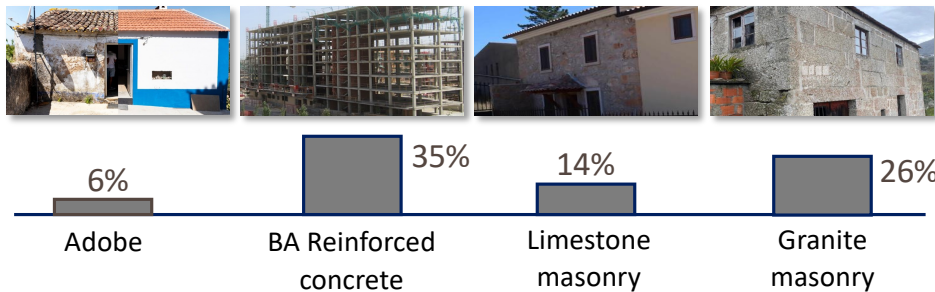 6%
35%
14%
26%
Adobe
BA Reinforced
concrete
Limestone
masonry
Granite
masonry